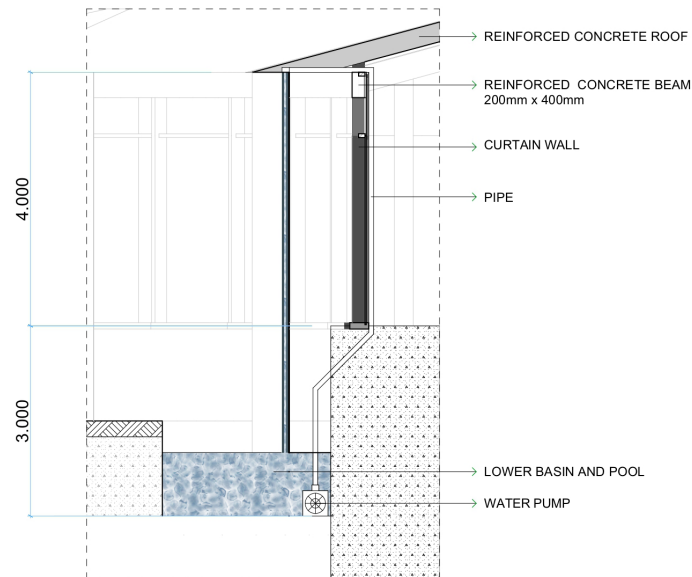 REINFORCED CONCRETE ROOF
REINFORCED CONCRETE BEAM
200mm x 400mm
CURTAIN WALL
4.000
PIPE
3.000
LOWER BASIN AND POOL
WATER PUMP